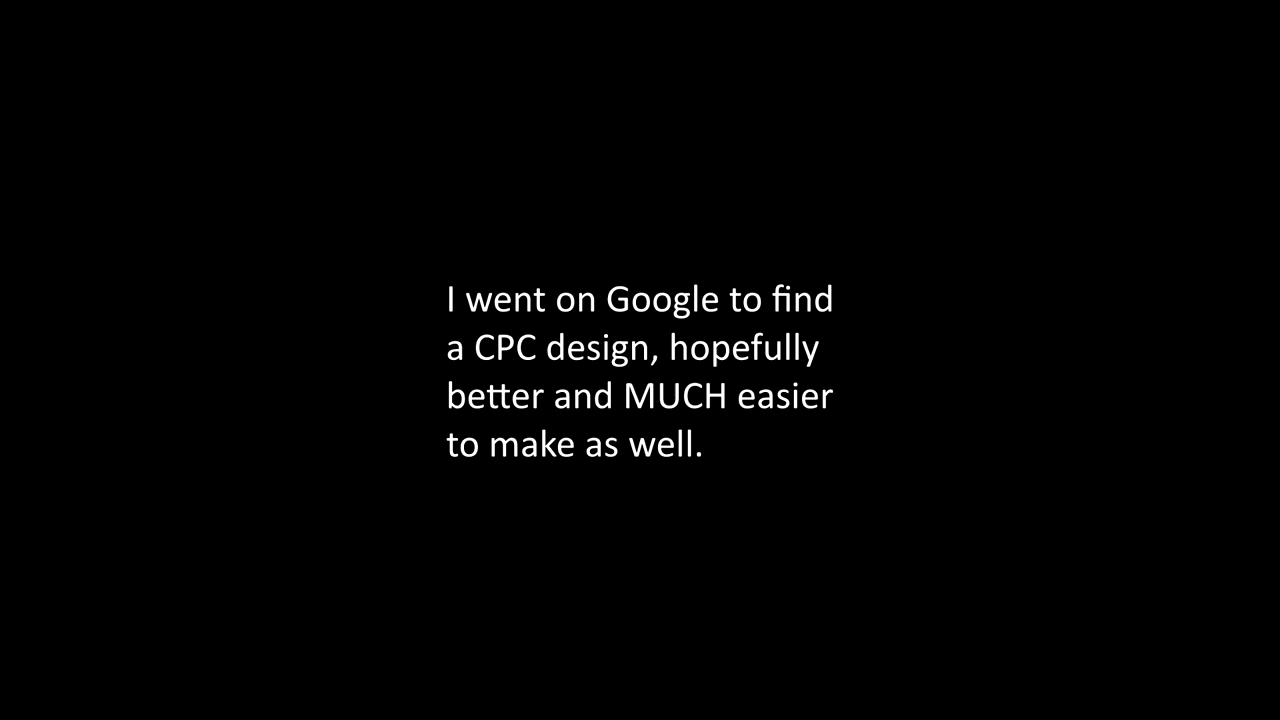 I went on Google to find
a CPC design, hopefully
better and MUCH easier
to make as well.